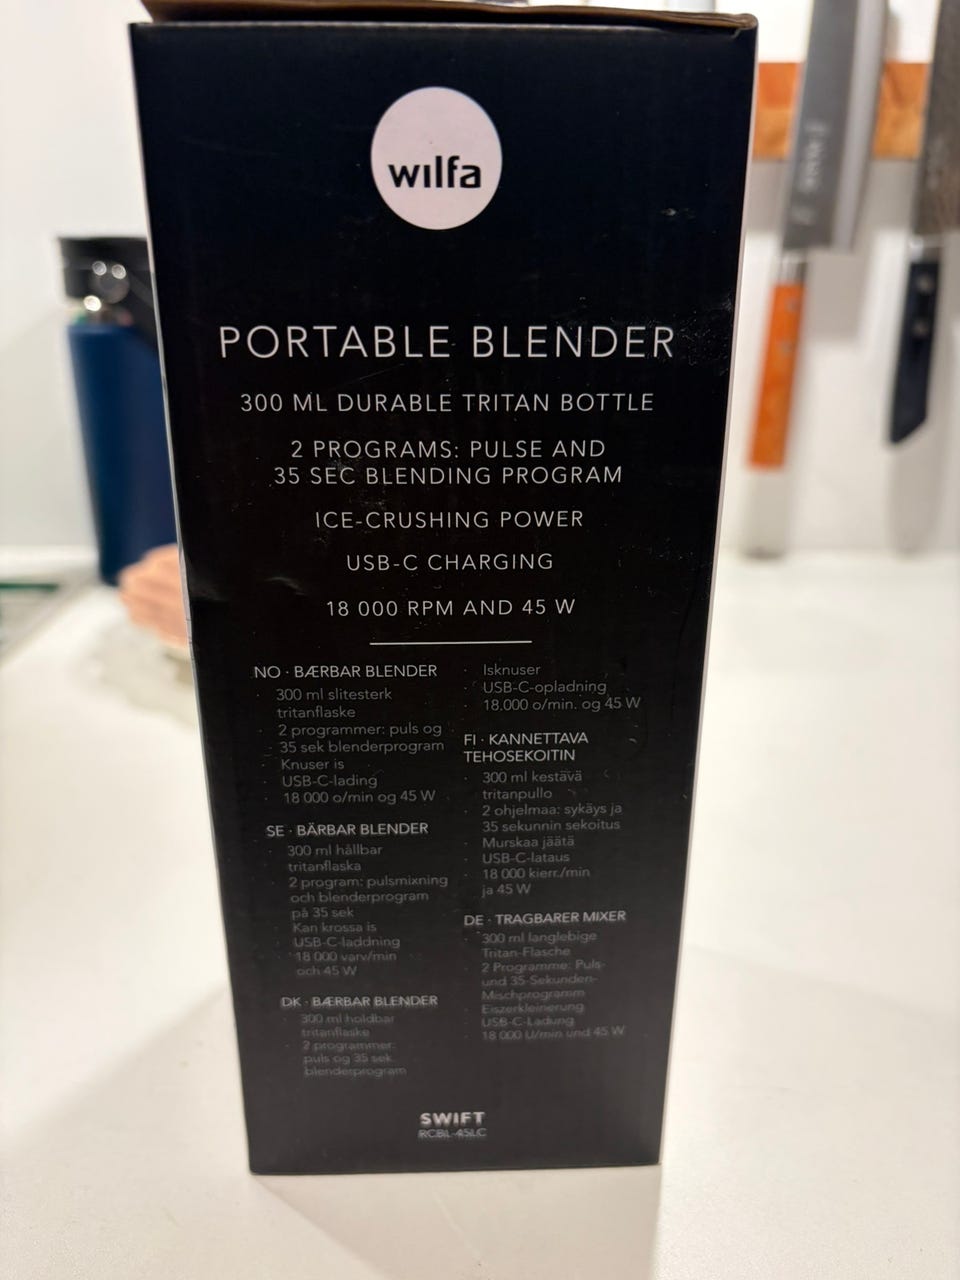 wilfa
PORTABLE BLENDER
300 ML DURABLE TRITAN BOTTLE
2 PROGRAMS: PULSE AND
35 SEC BLENDING PROGRAM
ICE-CRUSHING POWER
USB-C CHARGING
18 000 RPM AND 45 W
NO · BÆRBAR BLENDER
· 300 ml slitesterk
tritanflaske
· 2 programmer: puls og
35 sek blenderprogram
· Knuser is
· USB-C-lading
· 18 000 o/min og 45 W
SE · BÄRBAR BLENDER
· 300 ml hållbar
tritanflaska
· 2 program: pulsmixning
och blenderprogram
på 35 sek
· Kan krossa is
· USB-C-laddning
· 18 000 varv/min
och 45 W
DK · BÆRBAR BLENDER
· 300 ml holdbar
tritanflaske
· 2 programmer:
puls og 35 sek.
blenderprogram
· Isknuser
· USB-C-opladning
· 18.000 o/min. og 45 W
FI · KANNETTAVA
TEHOSEKOITIN
· 300 ml kestävä
tritanpullo
· 2 ohjelmaa: sykäys ja
35 sekunnin sekoitus
· Murskaa jäätä
· USB-C-lataus
· 18 000 kierr./min
ja 45 W
DE · TRAGBARER MIXER
· 300 ml langlebige
Tritan-Flasche
· 2 Programme: Puls-
und 35-Sekunden-
Mischprogramm
· Eiszerkleinerung
· USB-C-Ladung
· 18 000 U/min und 45 W
SWIFT
RCBL-45LC